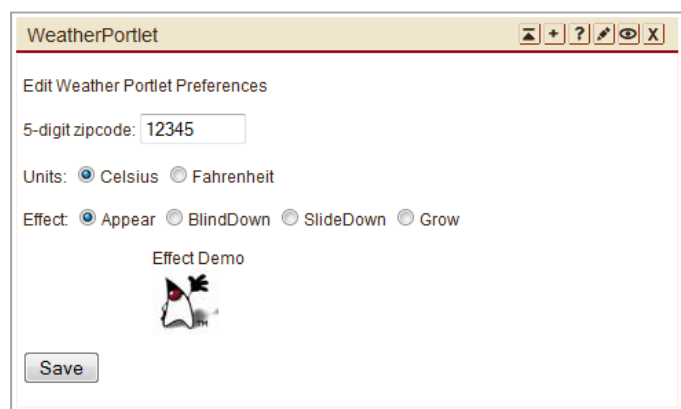 WeatherPortlet
Edit Weather Portlet Preferences
5-digit zipcode: 12345
Units: Celsius Fahrenheit
Effect: Appear BlindDown SlideDown Grow
Effect Demo
TM
Save